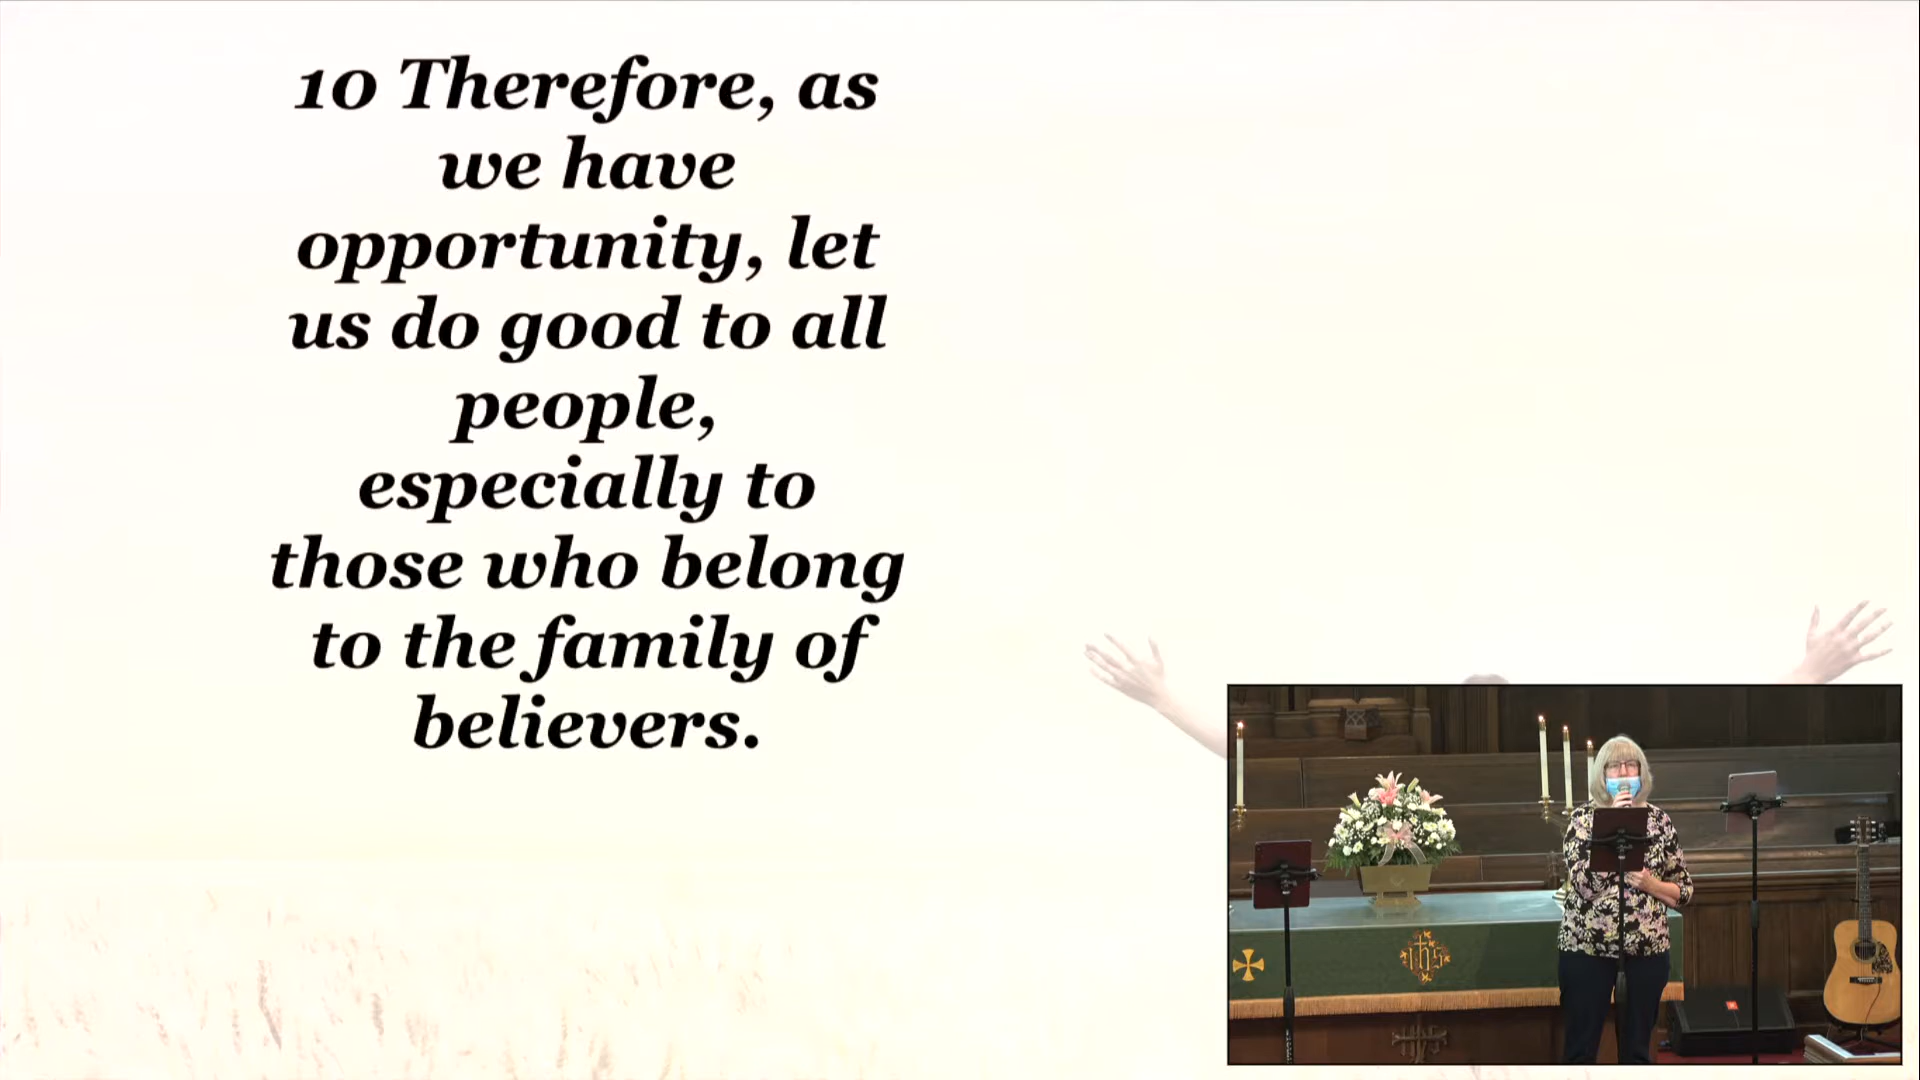 10 Therefore, as
we have
opportunity, let
us do good to all
people,
especially to
those who belong
to the family of
believers.
IHS